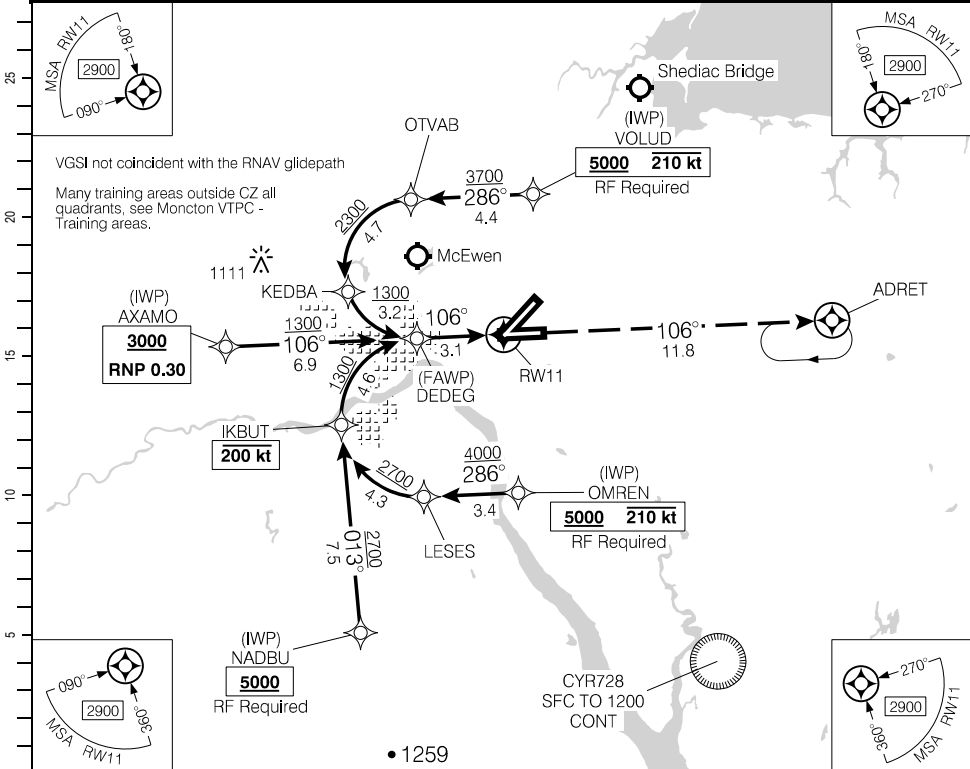 MSA RW11
180°
2900
090°
MSA RW11
180°
2900
270°
25
20
15
10
5
Shediac Bridge
(IWP)
VOLUD
5000 210 kt
RF Required
OTVAB
3700
286°
4.4
VGSI not coincident with the RNAV glidepath
Many training areas outside CZ all
quadrants, see Moncton VTPC -
Training areas.
2300
4.7
McEwen
1111
KEDBA
1300
3.2
(IWP)
AXAMO
3000
RNP 0.30
1300
106°
6.9
106°
3.1
ADRET
106°
11.8
RW11
(FAWP)
DEDEG
1300
4.6
IKBUT
200 kt
4000
286°
3.4
(IWP)
OMREN
5000 210 kt
RF Required
2700
4.3
LESES
2700
013°
7.5
(IWP)
NADBU
5000
RF Required
CYR728
SFC TO 1200
CONT
1259
090°
2900
360°
MSA RW11
270°
2900
360°
MSA RW11